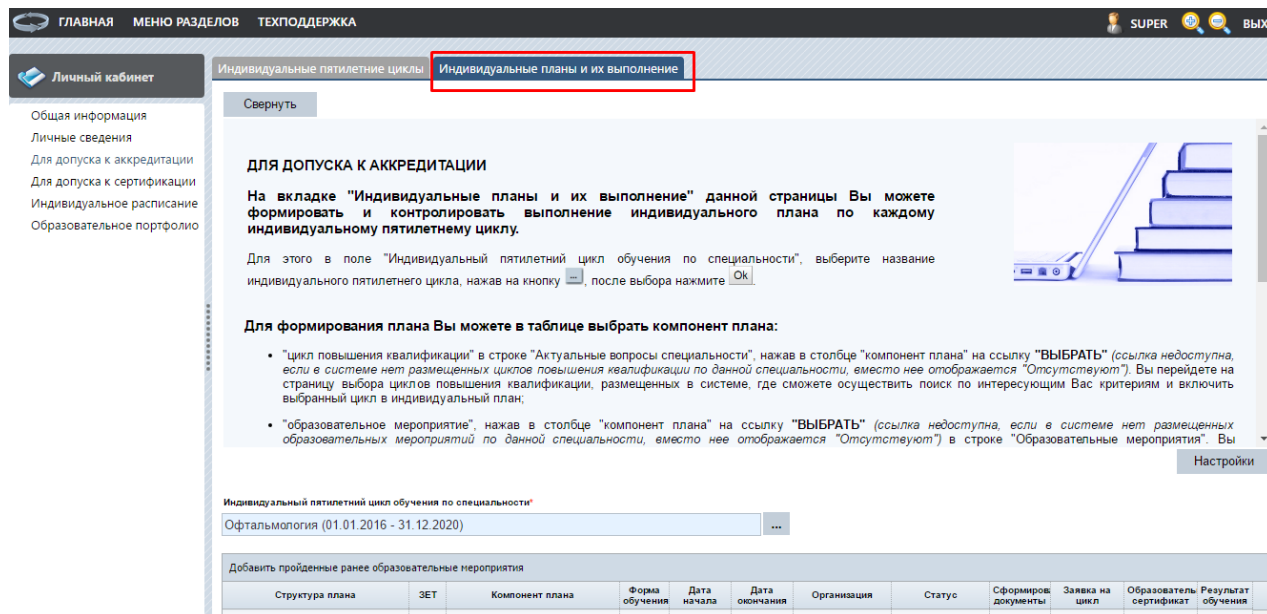 ГЛАВНАЯ МЕНЮ РАЗДЕЛОВ ТЕХПОДДЕРЖКА SUPER ВЫХ
Личный кабинет
Общая информация
Личные сведения
Для допуска к аккредитации
Для допуска к сертификации
Индивидуальное расписание
Образовательное портфолио
Индивидуальные пятилетние циклы Индивидуальные планы и их выполнение
Свернуть
ДЛЯ ДОПУСКА К АККРЕДИТАЦИИ
На вкладке "Индивидуальные планы и их выполнение" данной страницы Вы можете
формировать и контролировать выполнение индивидуального плана по каждому
индивидуальному пятилетнему циклу.
Для этого в поле "Индивидуальный пятилетний цикл обучения по специальности", выберите название
индивидуального пятилетнего цикла, нажав на кнопку ..., после выбора нажмите Ok.
Для формирования плана Вы можете в таблице выбрать компонент плана:
• "цикл повышения квалификации" в строке "Актуальные вопросы специальности", нажав в столбце "компонент плана" на ссылку "ВЫБРАТЬ" (ссылка недоступна,
если в системе нет размещенных циклов повышения квалификации по данной специальности, вместо нее отображается "Отсутствуют"). Вы перейдете на
страницу выбора циклов повышения квалификации, размещенных в системе, где сможете осуществить поиск по интересующим Вас критериям и включить
выбранный цикл в индивидуальный план;
• "образовательное мероприятие", нажав в столбце "компонент плана" на ссылку "ВЫБРАТЬ" (ссылка недоступна, если в системе нет размещенных
образовательных мероприятий по данной специальности, вместо нее отображается "Отсутствуют") в строке "Образовательные мероприятия". Вы
Настройки
Индивидуальный пятилетний цикл обучения по специальности*
Офтальмология (01.01.2016 - 31.12.2020) ...
Добавить пройденные ранее образовательные мероприятия
Структура плана ЗЕТ Компонент плана Форма обучения Дата начала Дата окончания Организация Статус Сформирова документы Заявка на цикл Образователь сертификат Результат обучения